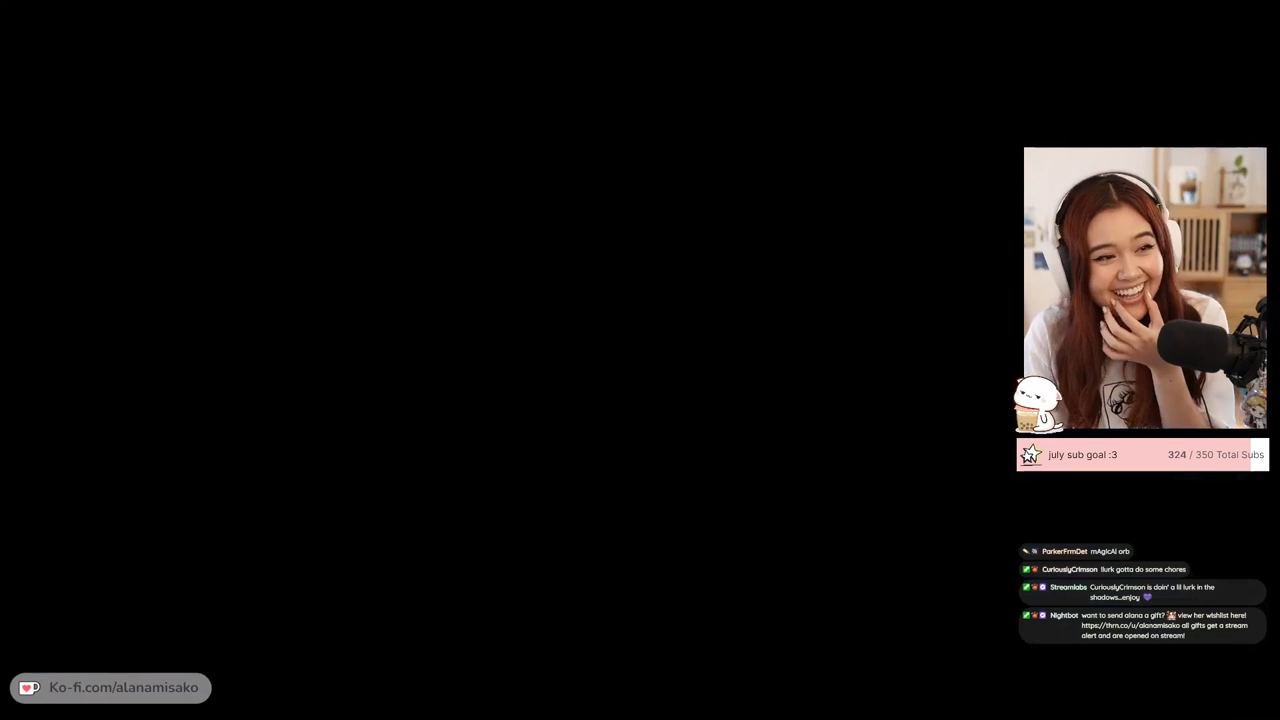 july sub goal :3 324 / 350 Total Subs
ParkerFrmDet mAgIcAl orb
CuriouslyCrimson !lurk gotta do some chores
Streamlabs CuriouslyCrimson is doin' a lil lurk in the
shadows...enjoy
Nightbot want to send alana a gift? view her wishlist here!
https://thrn.co/u/alanamisako all gifts get a stream
alert and are opened on stream!
Ko-fi.com/alanamisako